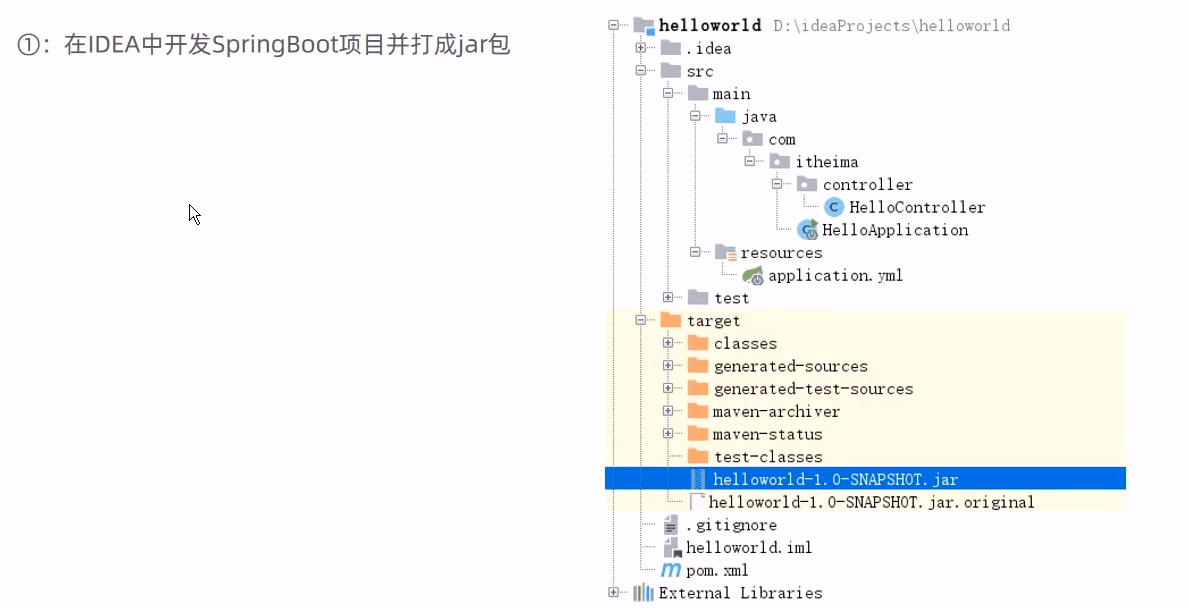 ①：在IDEA中开发SpringBoot项目并打成jar包
helloworld D:\ideaProjects\helloworld
.idea
src
main
java
com
itheima
controller
HelloController
HelloApplication
resources
application.yml
test
target
classes
generated-sources
generated-test-sources
maven-archiver
maven-status
test-classes
helloworld-1.0-SNAPSHOT.jar
helloworld-1.0-SNAPSHOT.jar.original
.gitignore
helloworld.iml
pom.xml
External Libraries